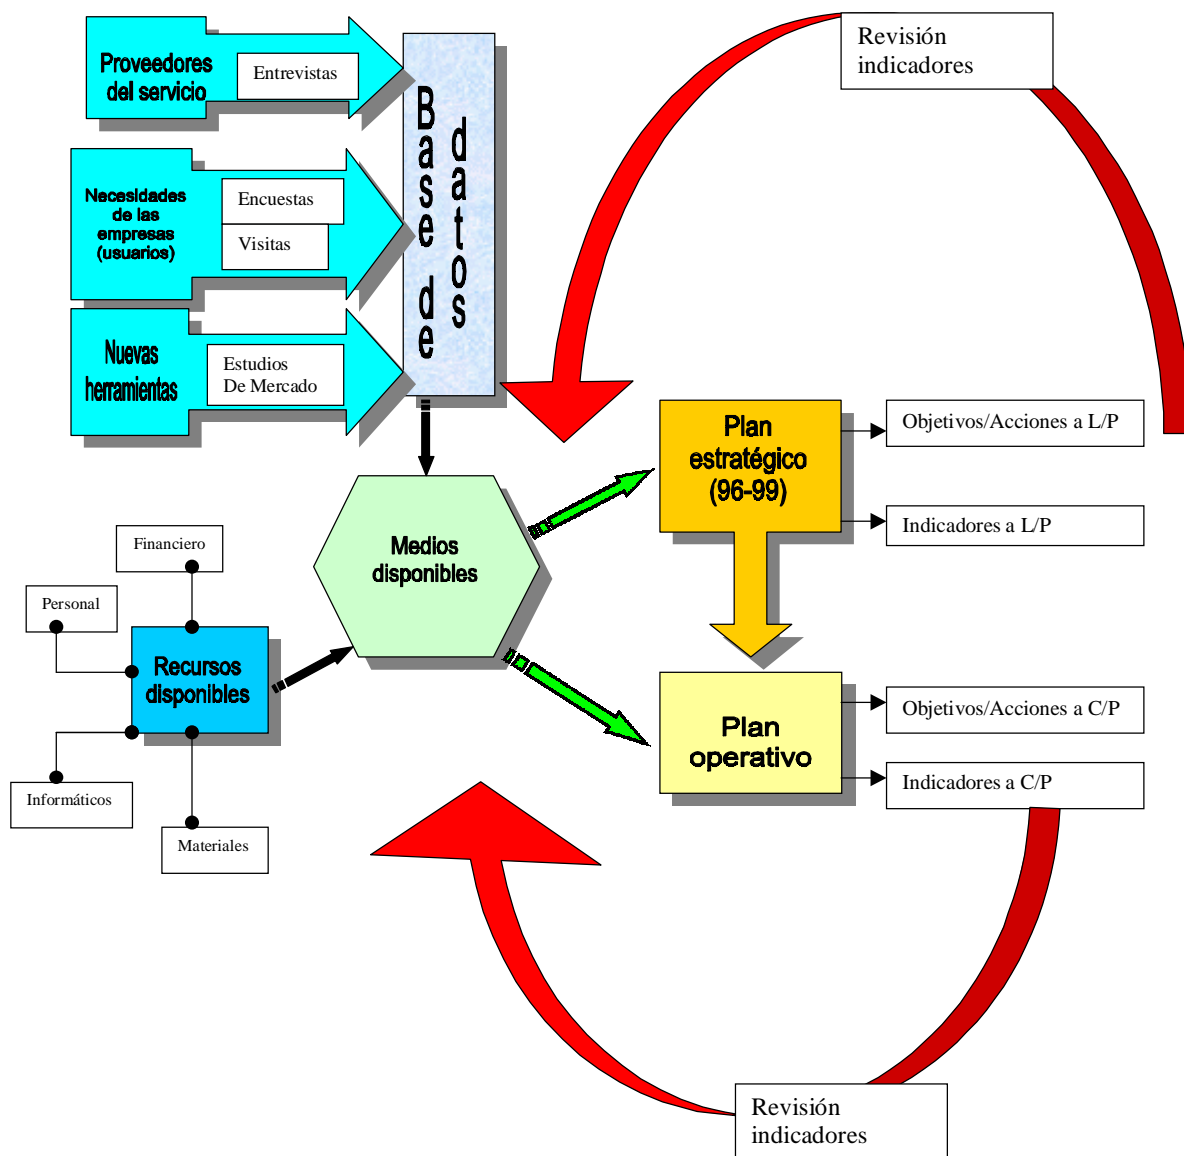 Proveedores
del servicio
Entrevistas
Necesidades
de las
empresas
(usuarios)
Encuestas
Visitas
Nuevas
herramientas
Estudios
De Mercado
Base de
datos
Revisión
indicadores
Plan
estratégico
(96-99)
Objetivos/Acciones a L/P
Indicadores a L/P
Medios
disponibles
Financiero
Personal
Recursos
disponibles
Informáticos
Materiales
Plan
operativo
Objetivos/Acciones a C/P
Indicadores a C/P
Revisión
indicadores